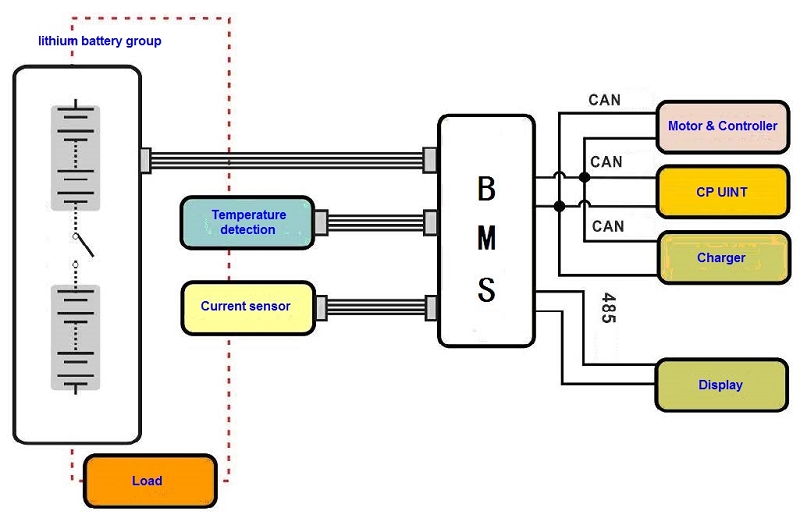 lithium battery group
CAN
Motor & Controller
CAN
CP UINT
Temperature
detection
B
M
S
CAN
Charger
Current sensor
485
Display
Load